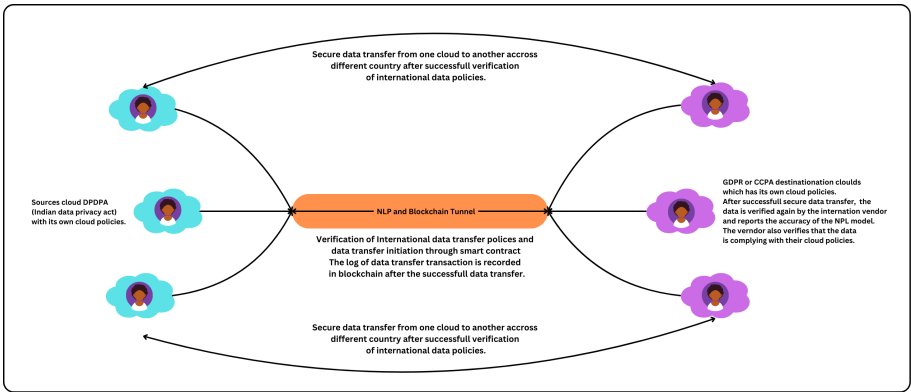 Secure data transfer from one cloud to another accross
different country after successfull verification
of international data policies.
Sources cloud DPDPA
(Indian data privacy act)
with its own cloud policies.
NLP and Blockchain Tunnel
Verification of International data transfer polices and
data transfer initiation through smart contract
The log of data transfer transaction is recorded
in blockchain after the successfull data transfer.
GDPR or CCPA destinationation cloulds
which has its own cloud policies.
After successfull secure data transfer, the
data is verified again by the internation vendor
and reports the accuracy of the NPL model.
The verndor also verifies that the data
is complying with their cloud policies.
Secure data transfer from one cloud to another accross
different country after successfull verification
of international data policies.